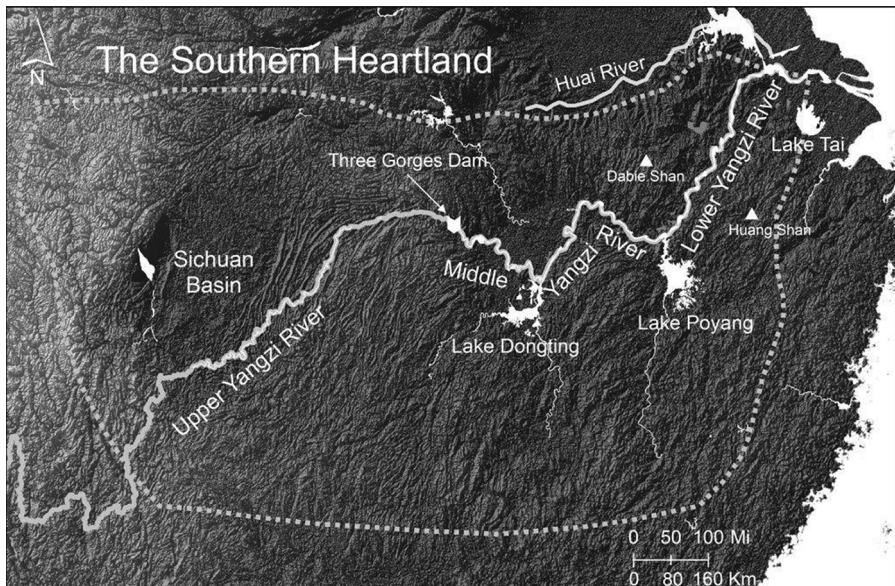 The Southern Heartland
N
Huai River
Three Gorges Dam
Dabie Shan
Lake Tai
Lower Yangzi River
Huang Shan
Sichuan
Basin
Middle
Yangzi
River
Upper Yangzi River
Lake Dongting
Lake Poyang
0 50 100 Mi
0 80 160 Km